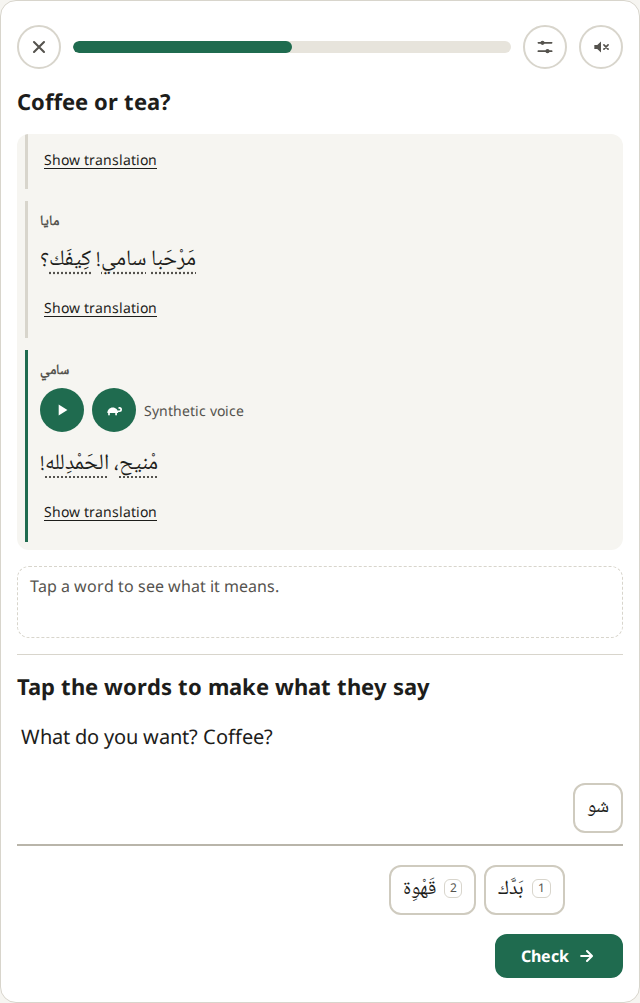 Coffee or tea?
Show translation
مايا
مَرْحَبا سامي! كِيفَك؟
Show translation
سامي
Synthetic voice
مْنيح، الحَمْدِلله!
Show translation
Tap a word to see what it means.
Tap the words to make what they say
What do you want? Coffee?
شو
بَدَّك 1 قَهْوِة 2
Check